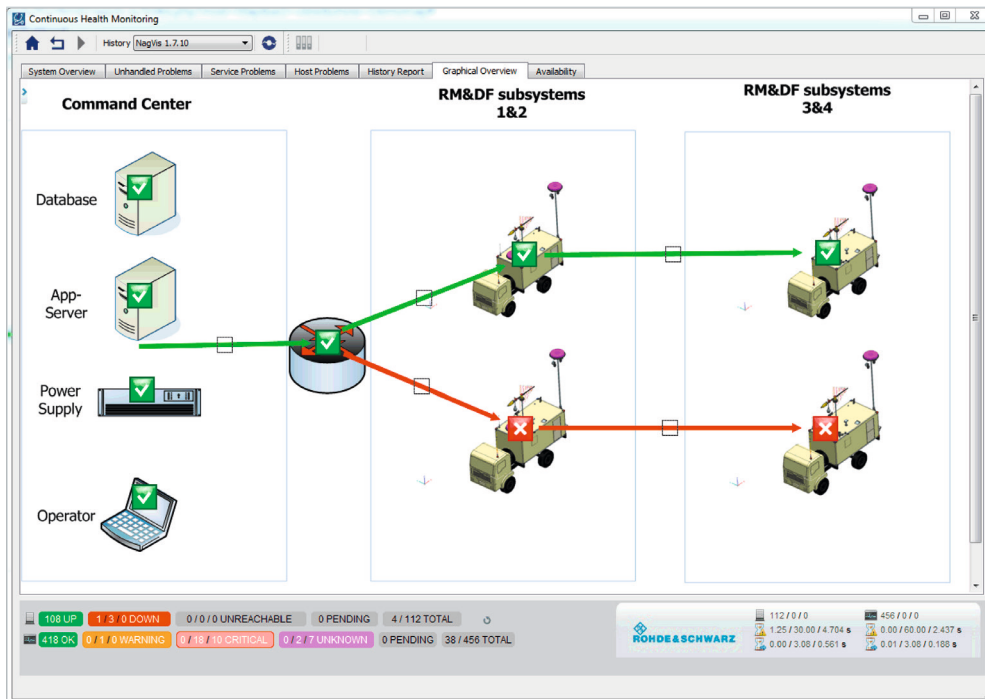 Continuous Health Monitoring
History NagVis 1.7.10
System Overview Unhandled Problems Service Problems Host Problems History Report Graphical Overview Availability
Command Center
RM&DF subsystems
1&2
RM&DF subsystems
3&4
Database
App-
Server
Power
Supply
Operator
108 UP 1 / 3 / 0 DOWN 0 / 0 / 0 UNREACHABLE 0 PENDING 4 / 112 TOTAL
418 OK 0 / 1 / 0 WARNING 0 / 18 / 10 CRITICAL 0 / 2 / 7 UNKNOWN 0 PENDING 38 / 456 TOTAL
ROHDE&SCHWARZ
112 / 0 / 0 456 / 0 / 0
1.25 / 30.00 / 4.704 s 0.00 / 60.00 / 2.437 s
0.00 / 3.08 / 0.561 s 0.01 / 3.08 / 0.188 s